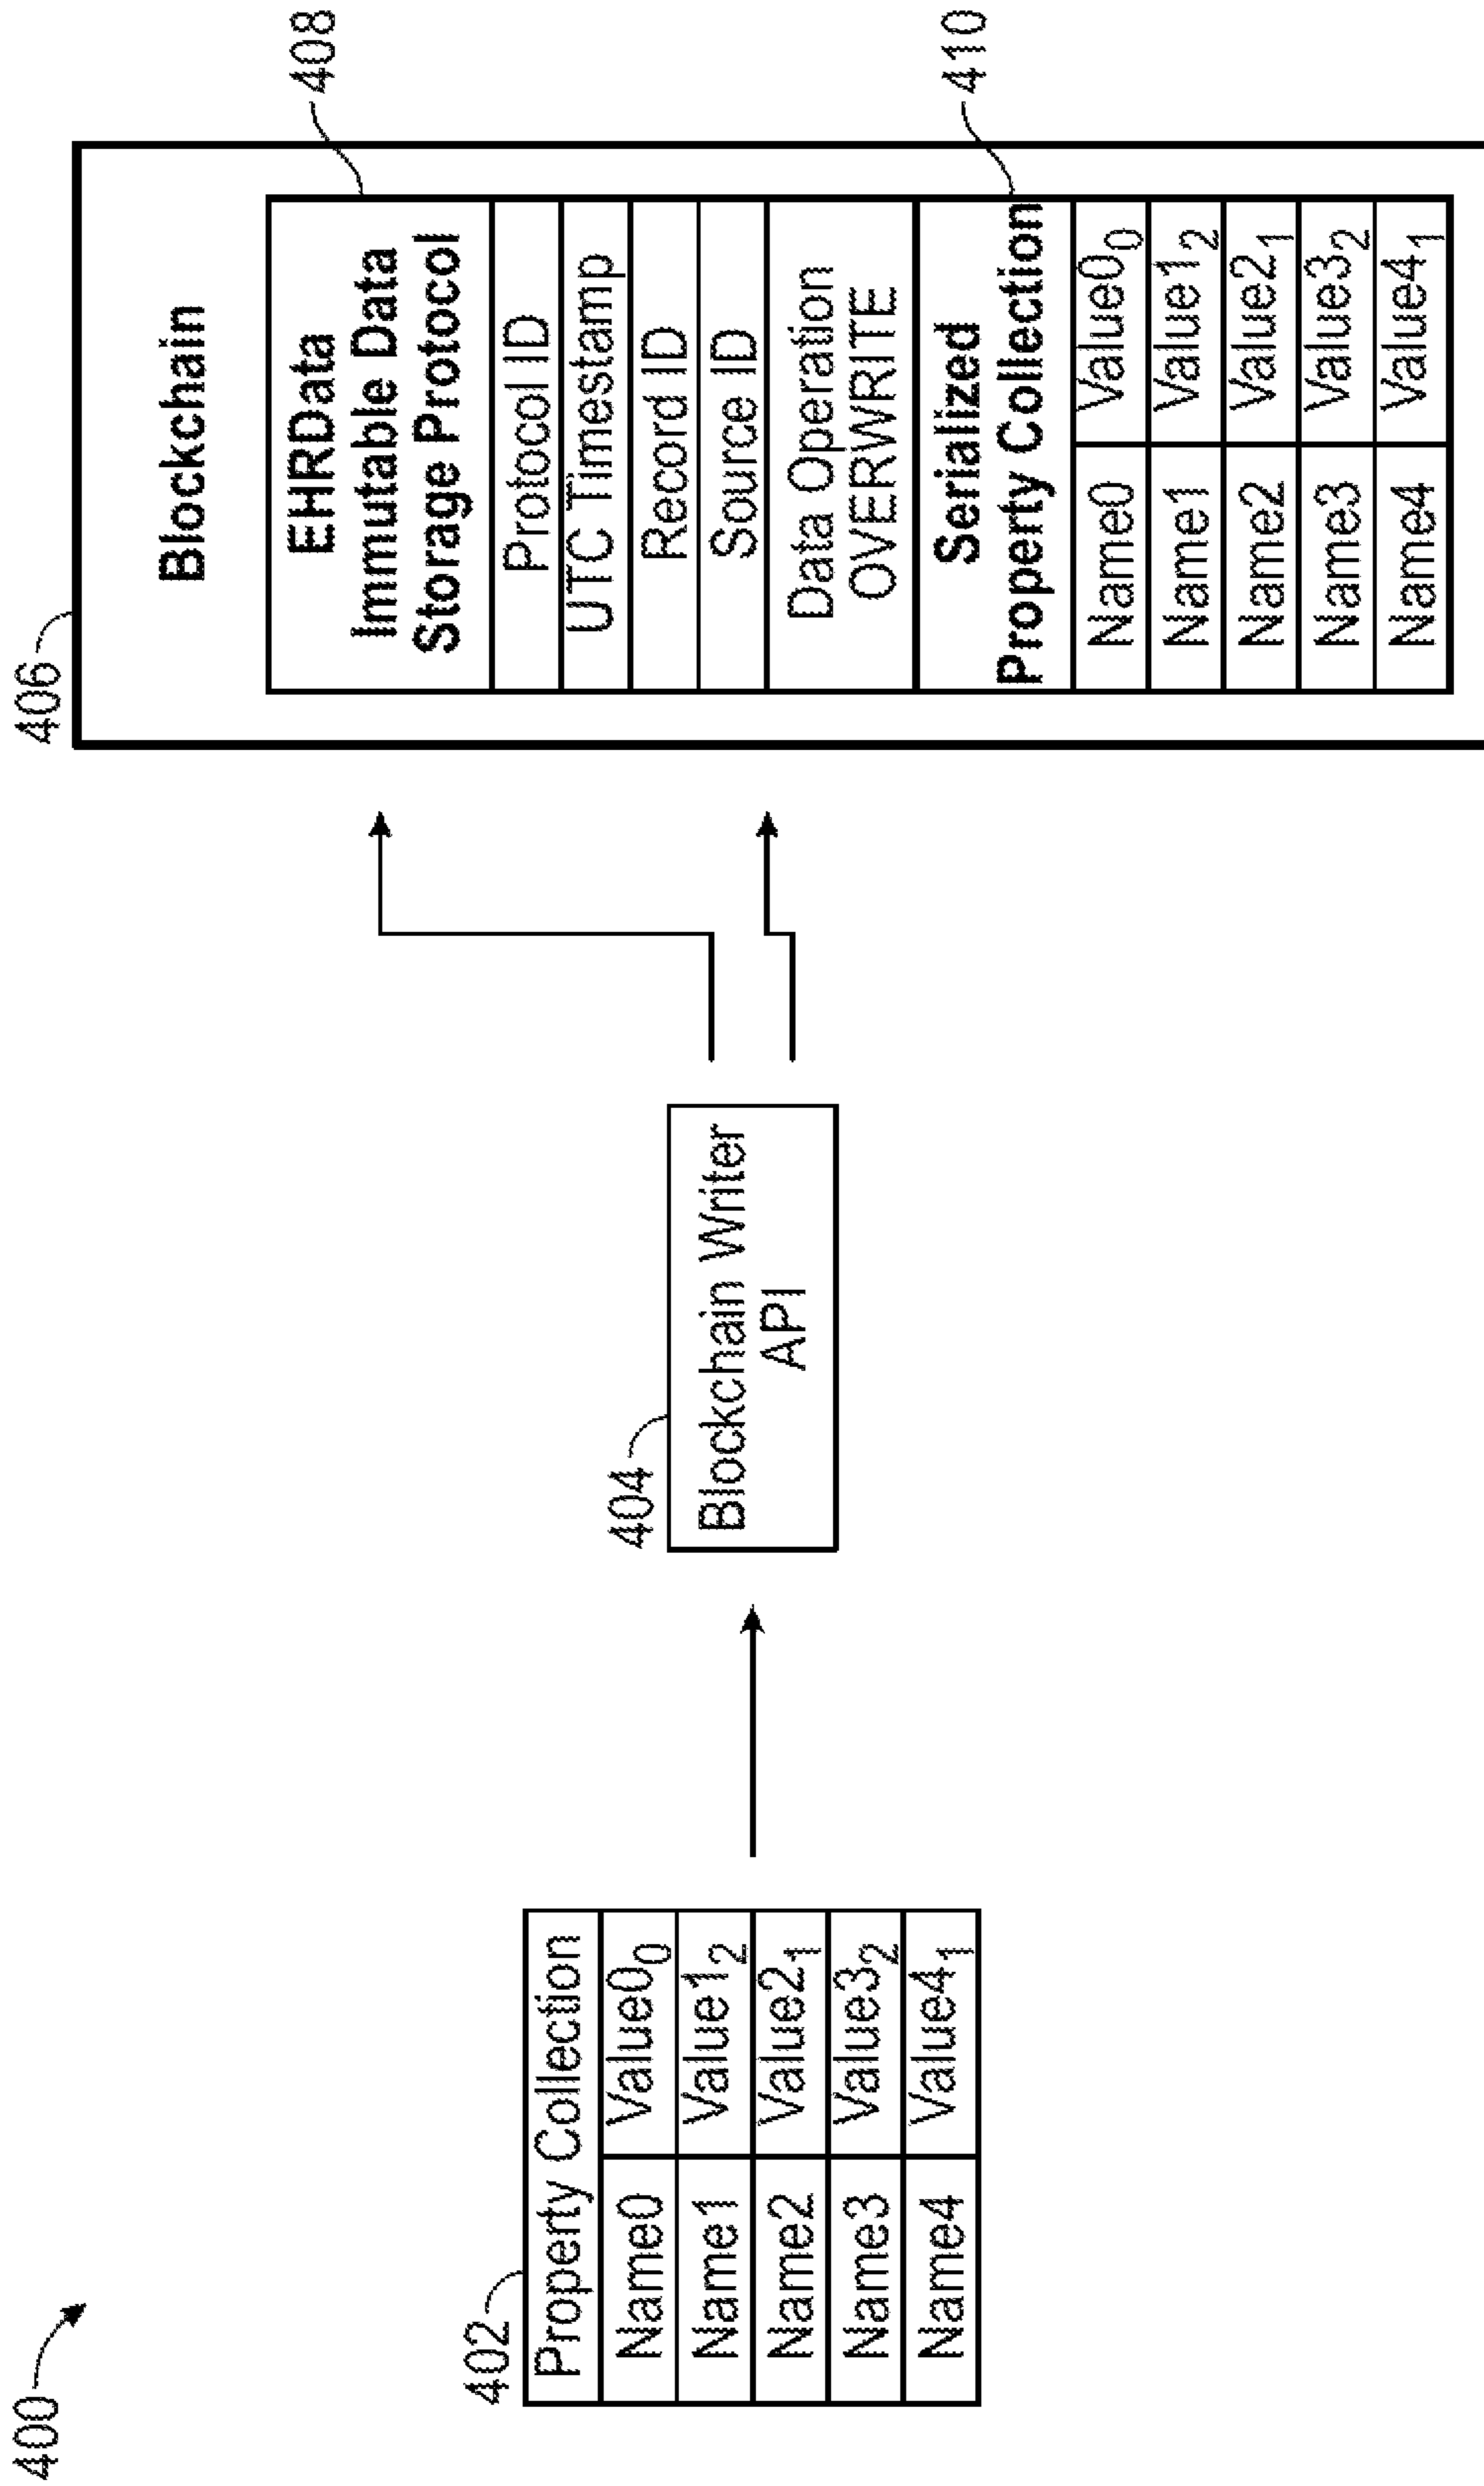 400
402
Property Collection
Name0 Value0₀
Name1 Value1₂
Name2 Value2₁
Name3 Value3₂
Name4 Value4₁
404
Blockchain Writer
API
406
Blockchain
408
EHRData
Immutable Data
Storage Protocol
Protocol ID
UTC Timestamp
Record ID
Source ID
Data Operation
OVERWRITE
410
Serialized
Property Collection
Name0 Value0₀
Name1 Value1₂
Name2 Value2₁
Name3 Value3₂
Name4 Value4₁